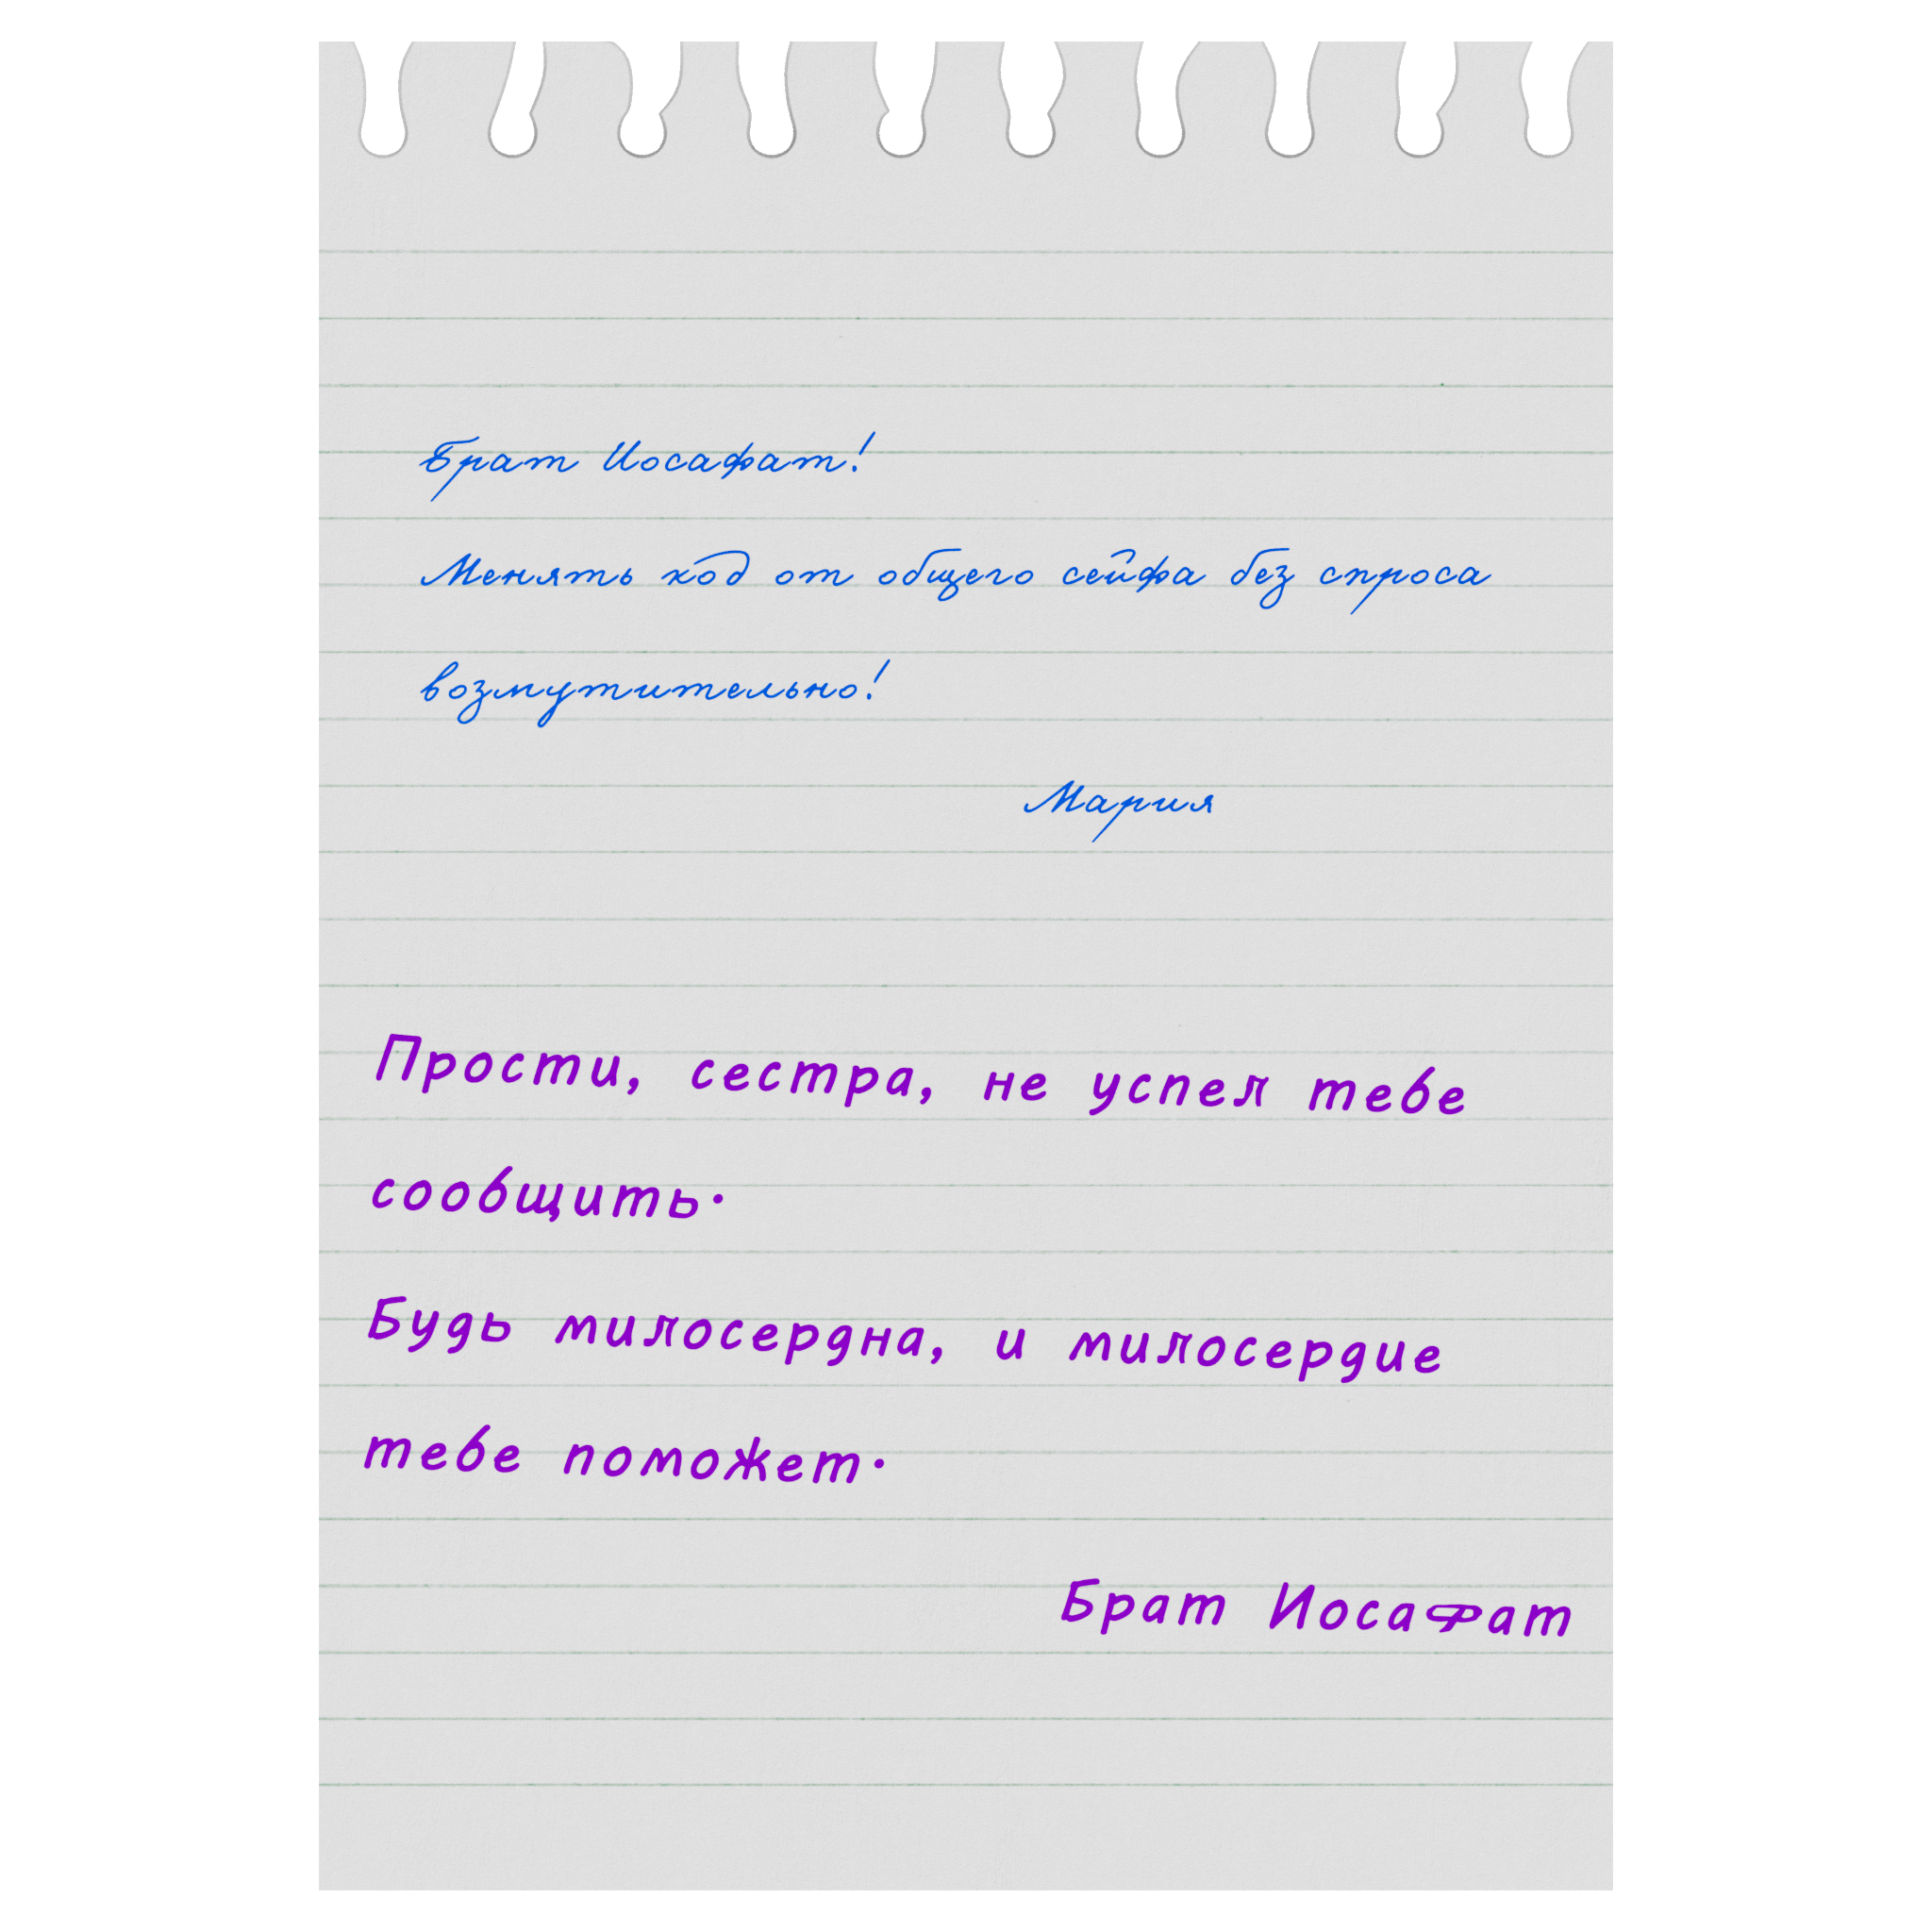 Брат Иосафат!
Менять код от общего сейфа без спроса
возмутительно!
Мария
Прости, сестра, не успел тебе
сообщить.
Будь милосердна, и милосердие
тебе поможет.
Брат Иосафат